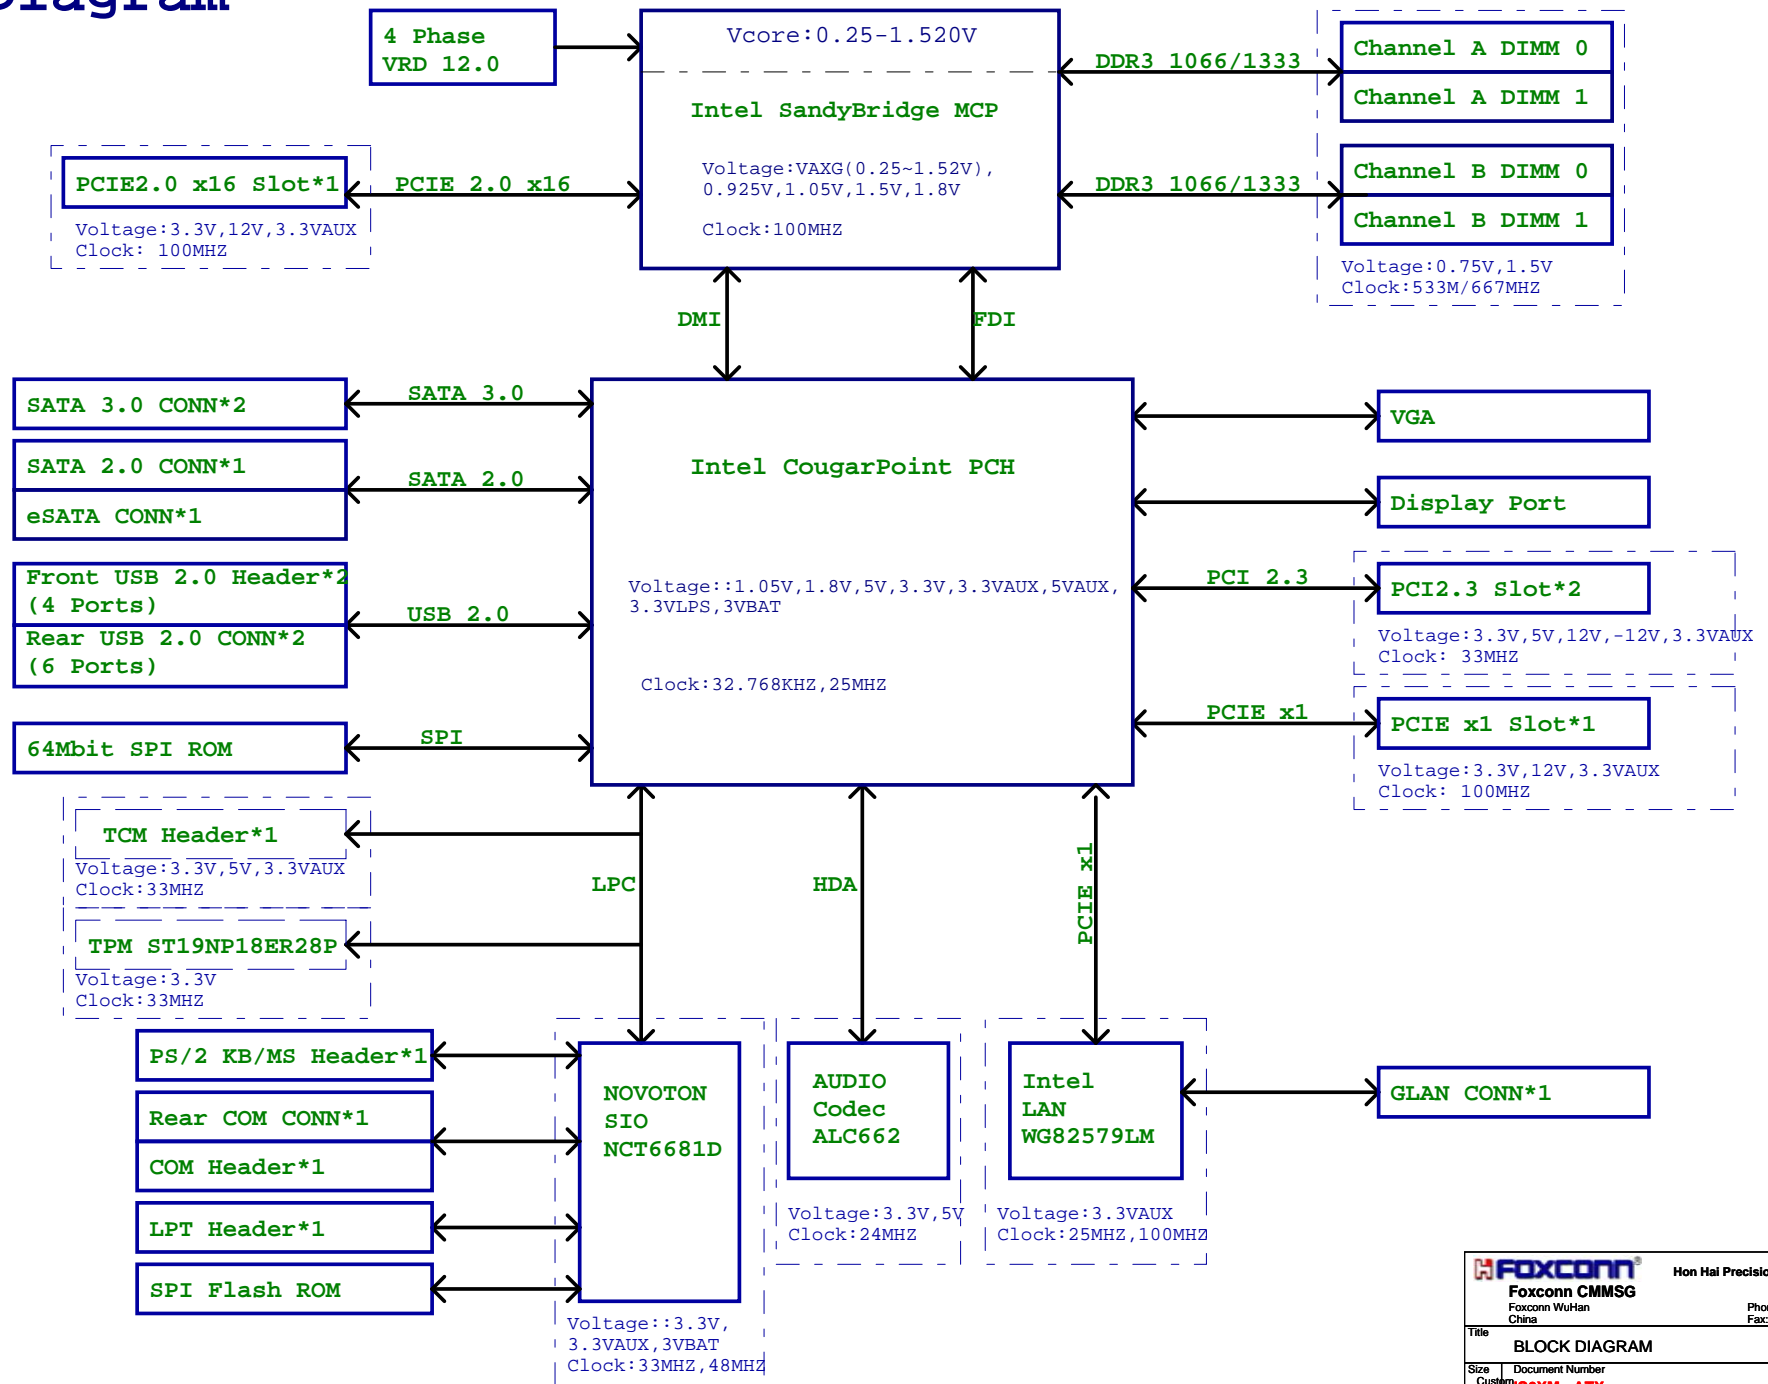 4 Phase
VRD 12.0
Vcore:0.25-1.520V
Intel SandyBridge MCP
Voltage:VAXG(0.25~1.52V),
0.925V,1.05V,1.5V,1.8V
Clock:100MHZ
DDR3 1066/1333
Channel A DIMM 0
Channel A DIMM 1
DDR3 1066/1333
Channel B DIMM 0
Channel B DIMM 1
Voltage:0.75V,1.5V
Clock:533M/667MHZ
PCIE2.0 x16 Slot*1
PCIE 2.0 x16
Voltage:3.3V,12V,3.3VAUX
Clock: 100MHZ
DMI
FDI
SATA 3.0 CONN*2
SATA 3.0
SATA 2.0 CONN*1
SATA 2.0
eSATA CONN*1
Front USB 2.0 Header*2
(4 Ports)
USB 2.0
Rear USB 2.0 CONN*2
(6 Ports)
64Mbit SPI ROM
SPI
Intel CougarPoint PCH
Voltage::1.05V,1.8V,5V,3.3V,3.3VAUX,5VAUX,
3.3VLPS,3VBAT
Clock:32.768KHZ,25MHZ
VGA
Display Port
PCI 2.3
PCI2.3 Slot*2
Voltage:3.3V,5V,12V,-12V,3.3VAUX
Clock: 33MHZ
PCIE x1
PCIE x1 Slot*1
Voltage:3.3V,12V,3.3VAUX
Clock: 100MHZ
TCM Header*1
Voltage:3.3V,5V,3.3VAUX
Clock:33MHZ
TPM ST19NP18ER28P
Voltage:3.3V
Clock:33MHZ
LPC
HDA
PCIE x1
PS/2 KB/MS Header*1
Rear COM CONN*1
COM Header*1
LPT Header*1
SPI Flash ROM
NOVOTON
SIO
NCT6681D
Voltage::3.3V,
3.3VAUX,3VBAT
Clock:33MHZ,48MHZ
AUDIO
Codec
ALC662
Voltage:3.3V,5V
Clock:24MHZ
Intel
LAN
WG82579LM
Voltage:3.3VAUX
Clock:25MHZ,100MHZ
GLAN CONN*1
FOXCONN®
Hon Hai Precisio
Foxconn CMMSG
Foxconn WuHan
China
Phon
Fax:
Title
BLOCK DIAGRAM
Size
Document Number
Custom